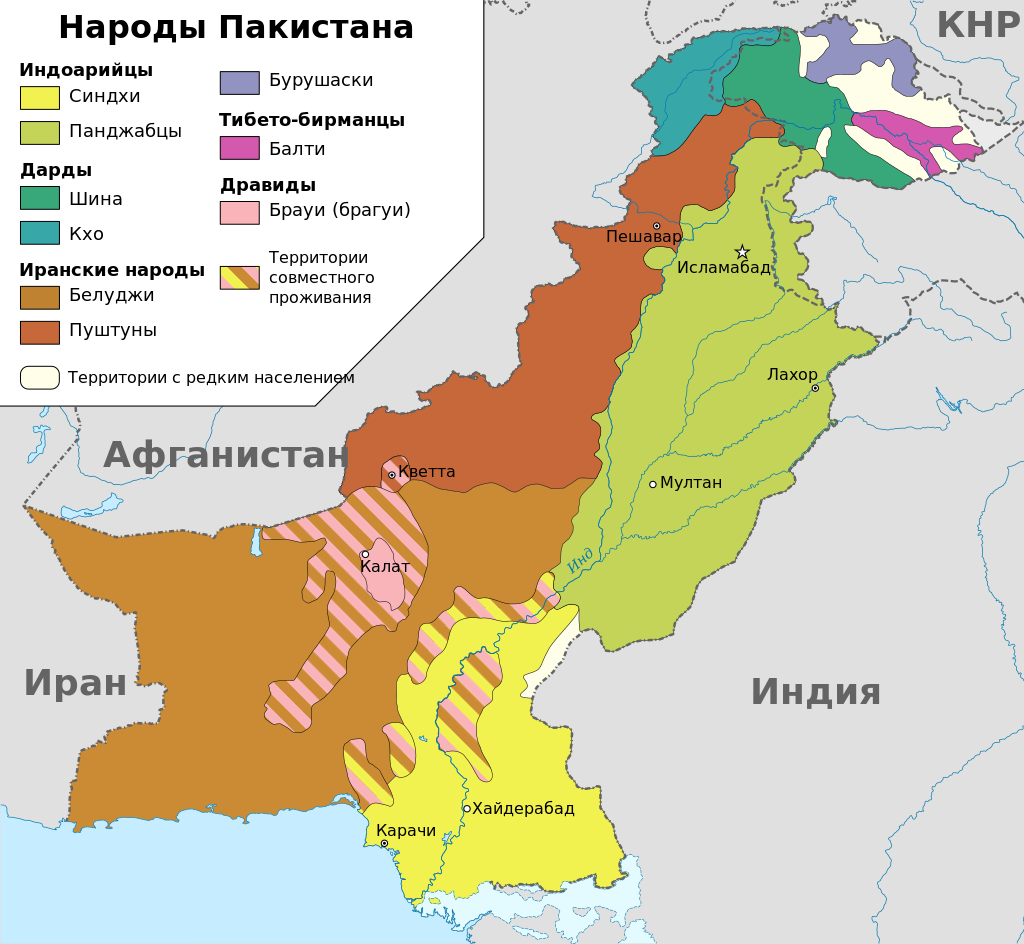 Народы Пакистана
Индоарийцы
Синдхи
Панджабцы
Дарды
Шина
Кхо
Иранские народы
Белуджи
Пуштуны
Территории с редким населением
Бурушаски
Тибето-бирманцы
Балти
Дравиды
Брауи (брагуи)
Территории
совместного
проживания
КНР
Пешавар
Исламабад
Лахор
Афганистан
Кветта
Мултан
Инд
Калат
Иран
Индия
Хайдерабад
Карачи